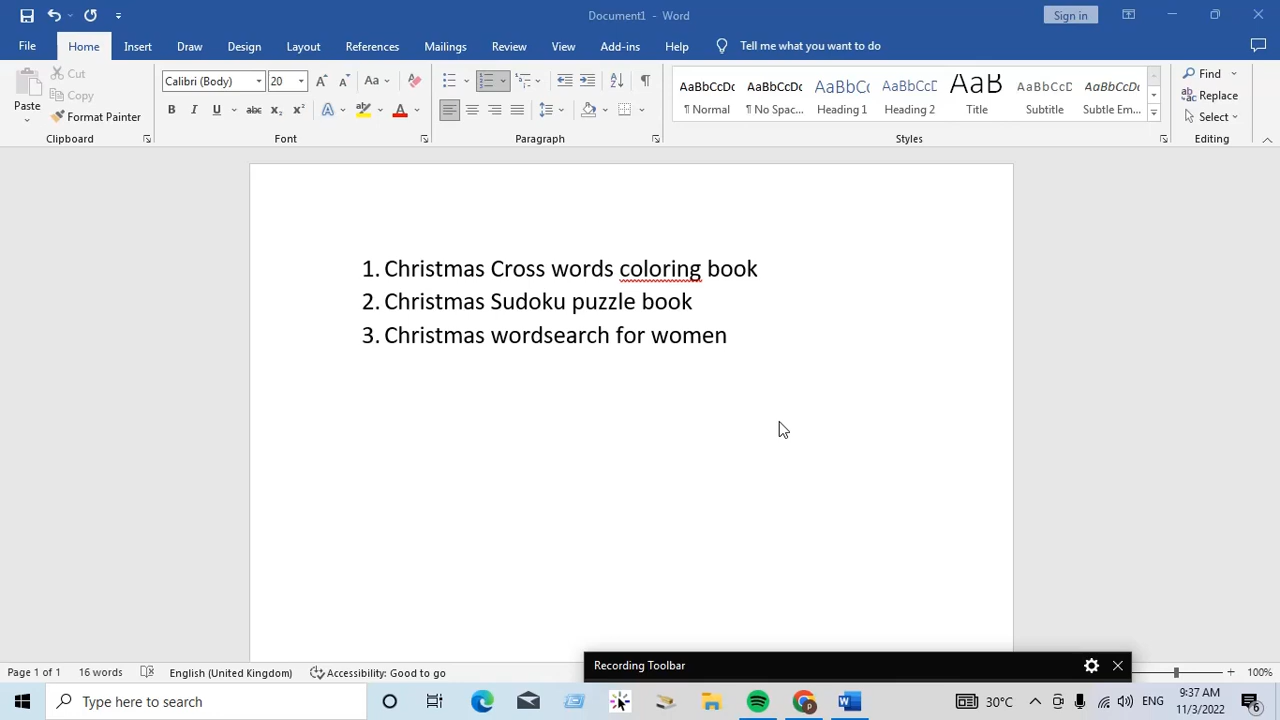 Document1 - Word
Sign in
File Home Insert Draw Design Layout References Mailings Review View Add-ins Help Tell me what you want to do
Paste
Cut
Copy
Format Painter
Clipboard
Calibri (Body) 20
Font
Paragraph
AaBbCcDc AaBbCcDc AaBbCc AaBbCcD AaB AaBbCcD AaBbCcDc
¶ Normal ¶ No Spac... Heading 1 Heading 2 Title Subtitle Subtle Em...
Styles
Find
Replace
Select
Editing
1. Christmas Cross words coloring book
2. Christmas Sudoku puzzle book
3. Christmas wordsearch for women
Recording Toolbar
Page 1 of 1 16 words English (United Kingdom) Accessibility: Good to go 100%
Type here to search
30°C ENG
9:37 AM
11/3/2022
6